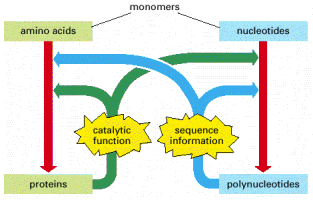 monomers
amino acids
nucleotides
catalytic
function
sequence
information
proteins
polynucleotides